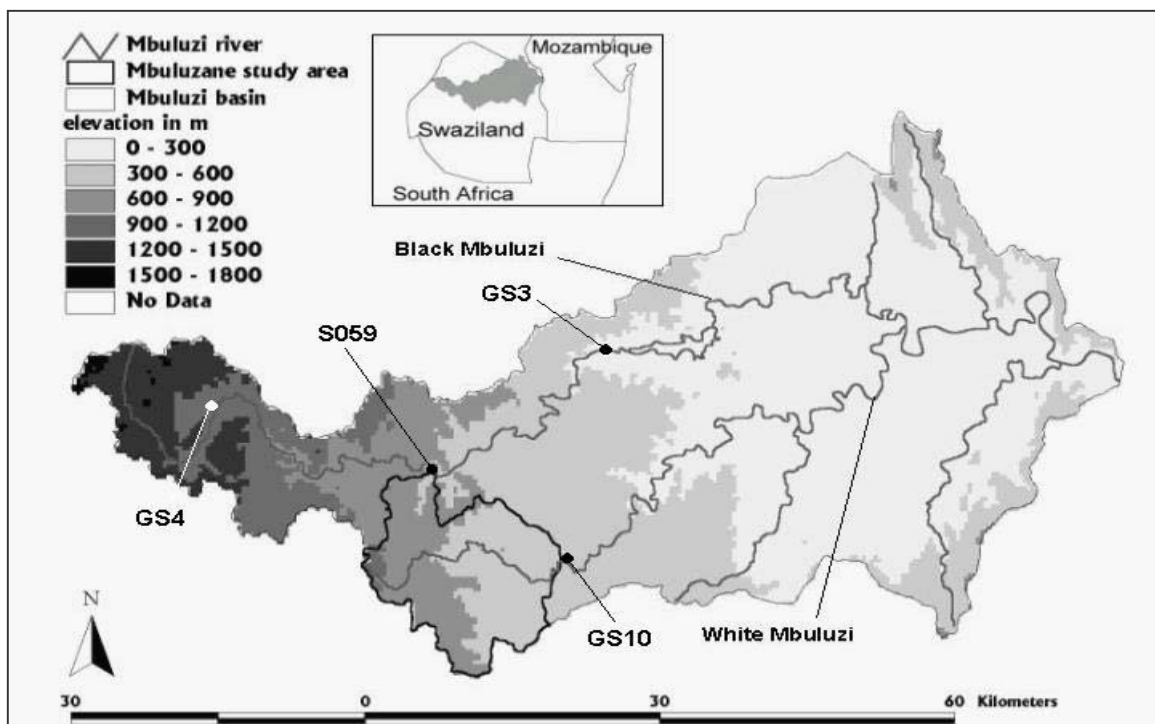 Mbuluzi river
Mbuluzane study area
Mbuluzi basin
elevation in m
0 - 300
300 - 600
600 - 900
900 - 1200
1200 - 1500
1500 - 1800
No Data
Mozambique
Swaziland
South Africa
Black Mbuluzi
GS3
S059
GS4
GS10
White Mbuluzi
N
30 0 30 60 Kilometers